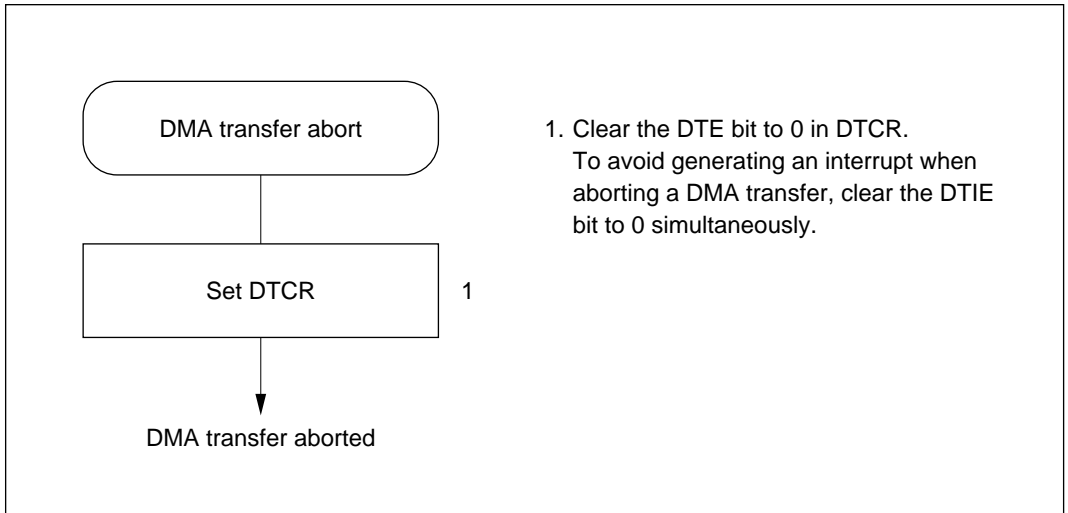 DMA transfer abort
1. Clear the DTE bit to 0 in DTCR.
To avoid generating an interrupt when
aborting a DMA transfer, clear the DTIE
bit to 0 simultaneously.
Set DTCR
1
DMA transfer aborted